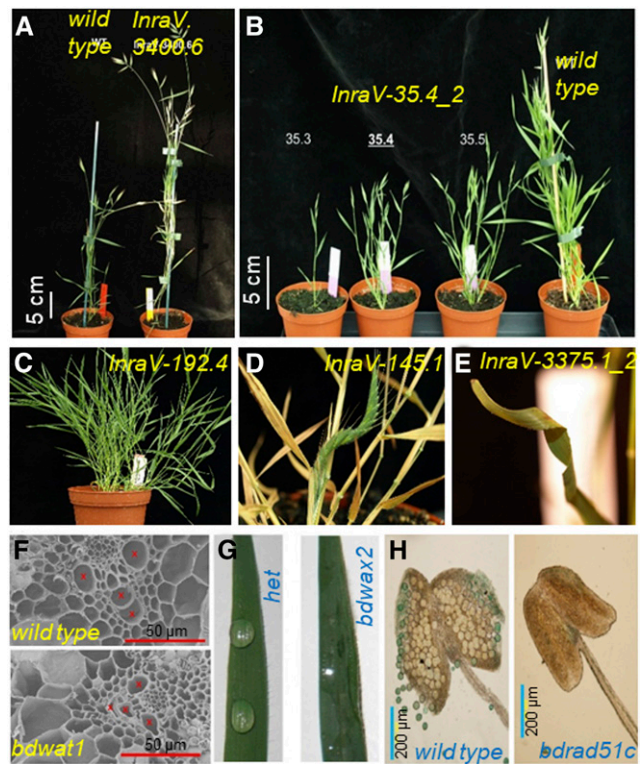 A
wild type
InraV.
3400.6
5 cm
B
InraV-35.4_2
wild
type
35.3
35.4
35.5
5 cm
C
InraV-192.4
D
InraV-145.1
E
InraV-3375.1_2
F
wild type
50 µm
bdwat1
50 µm
G
het
bdwax2
H
200 µm
wild type
200 µm
bdrad51c